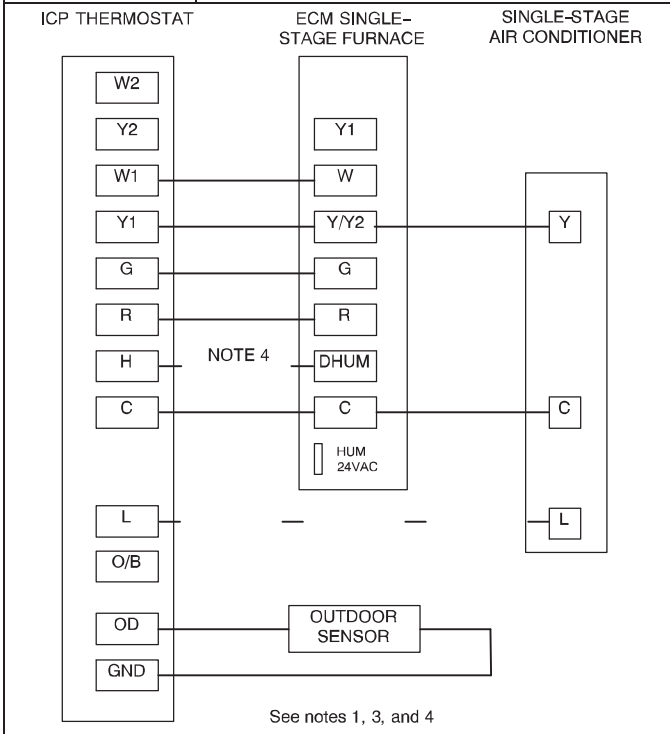 ICP THERMOSTAT
ECM SINGLE–
STAGE FURNACE
SINGLE–STAGE
AIR CONDITIONER
W2
Y2
Y1
W1
W
Y1
Y/Y2
Y
G
G
R
R
H
NOTE 4
DHUM
C
C
C
HUM
24VAC
L
L
O/B
OD
OUTDOOR
SENSOR
GND
See notes 1, 3, and 4